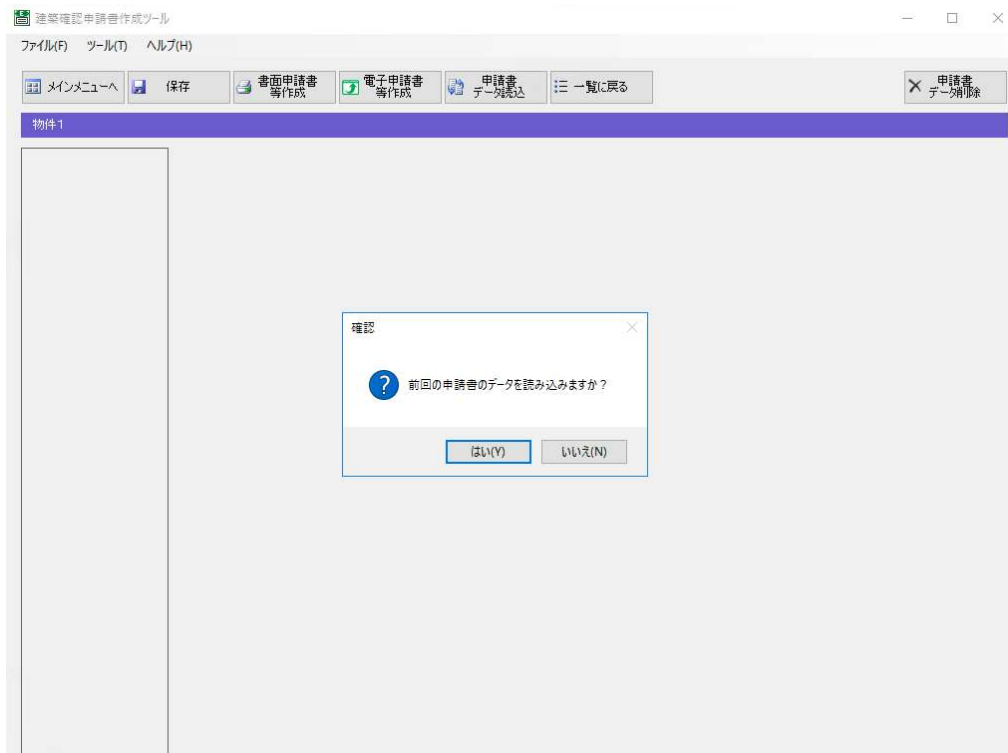 建築確認申請書作成ツール
ファイル(F) ツール(T) ヘルプ(H)
メインメニューへ
保存
書面申請書
等作成
電子申請書
等作成
申請書
データ読込
一覧に戻る
申請書
データ削除
物件1
確認
前回の申請書のデータを読み込みますか？
はい(Y)
いいえ(N)